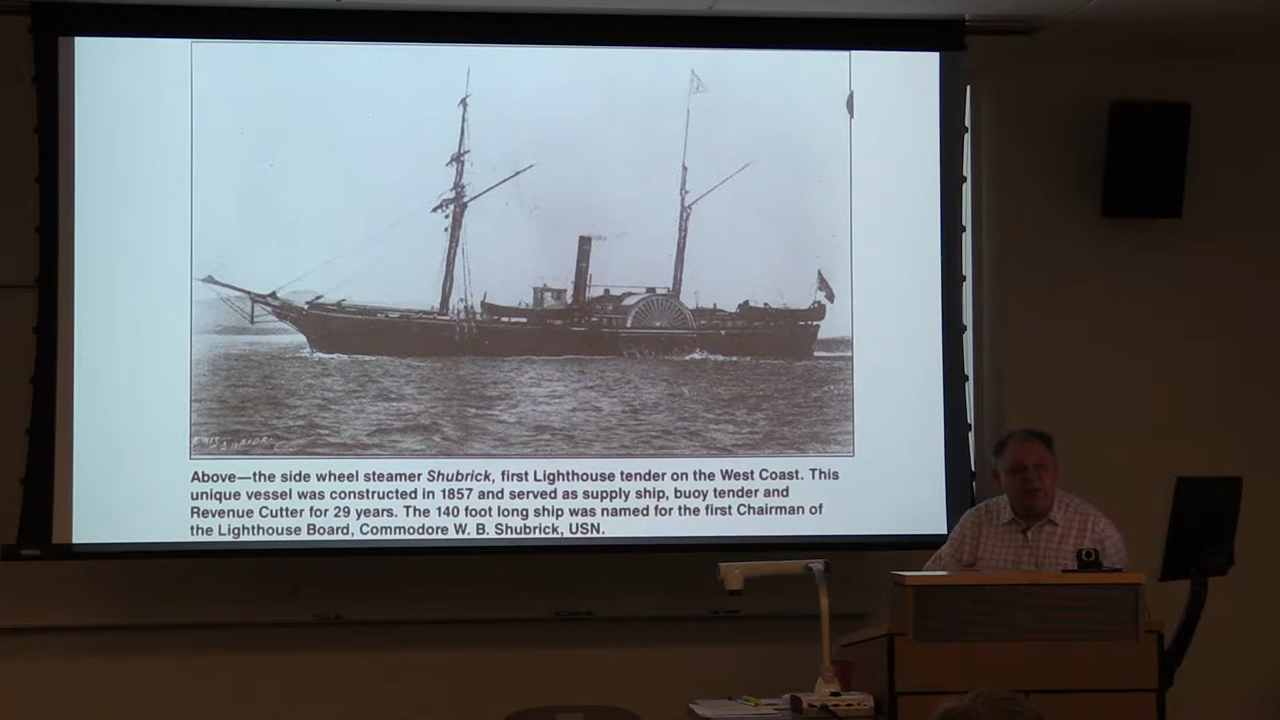 Above—the side wheel steamer Shubrick, first Lighthouse tender on the West Coast. This
unique vessel was constructed in 1857 and served as supply ship, buoy tender and
Revenue Cutter for 29 years. The 140 foot long ship was named for the first Chairman of
the Lighthouse Board, Commodore W. B. Shubrick, USN.